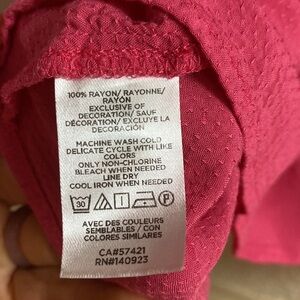 100% RAYON/ RAYONNE/
RAYÓN
EXCLUSIVE OF
DECORATION/ SAUF
DÉCORATION/ EXCLUYE LA
DECORACIÓN
MACHINE WASH COLD
DELICATE CYCLE WITH LIKE
COLORS
ONLY NON-CHLORINE
BLEACH WHEN NEEDED
LINE DRY
COOL IRON WHEN NEEDED
30 P
AVEC DES COULEURS
SEMBLABLES / CON
COLORES SIMILARES
CA#57421
RN#140923